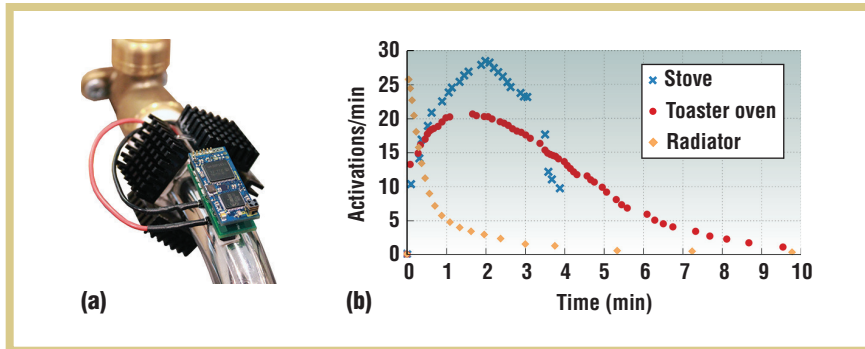 30
25
20
15
10
5
0
Activations/min
Stove
Toaster oven
Radiator
0 1 2 3 4 5 6 7 8 9 10
Time (min)
(a)
(b)